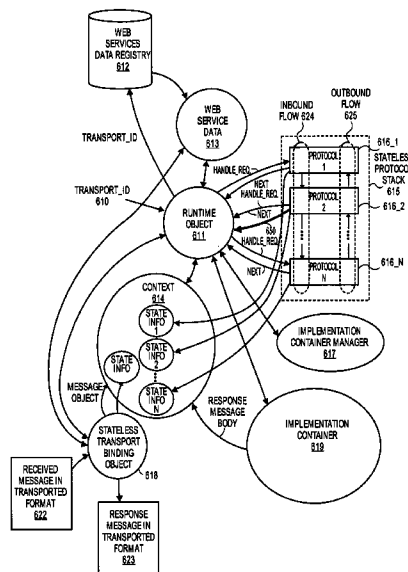 WEB
SERVICES
DATA REGISTRY
612
WEB
SERVICE
DATA
613
TRANSPORT_ID
TRANSPORT_ID
610
RUNTIME
OBJECT
611
INBOUND
FLOW 624
OUTBOUND
FLOW
625
616_1
STATELESS
PROTOCOL
STACK
615
616_2
616_N
PROTOCOL
1
PROTOCOL
2
PROTOCOL
N
HANDLE_REQ.
NEXT
HANDLE_REQ.
NEXT
630
HANDLE_REQ.
NEXT
CONTEXT
614
STATE
INFO
1
STATE
INFO 2
STATE
INFO N
STATE
INFO
MESSAGE
OBJECT
IMPLEMENTATION
CONTAINER MANAGER
617
RESPONSE
MESSAGE
BODY
IMPLEMENTATION
CONTAINER
619
STATELESS
TRANSPORT
BINDING
OBJECT
618
RECEIVED
MESSAGE IN
TRANSPORTED
FORMAT
622
RESPONSE
MESSAGE IN
TRANSPORTED
FORMAT
623